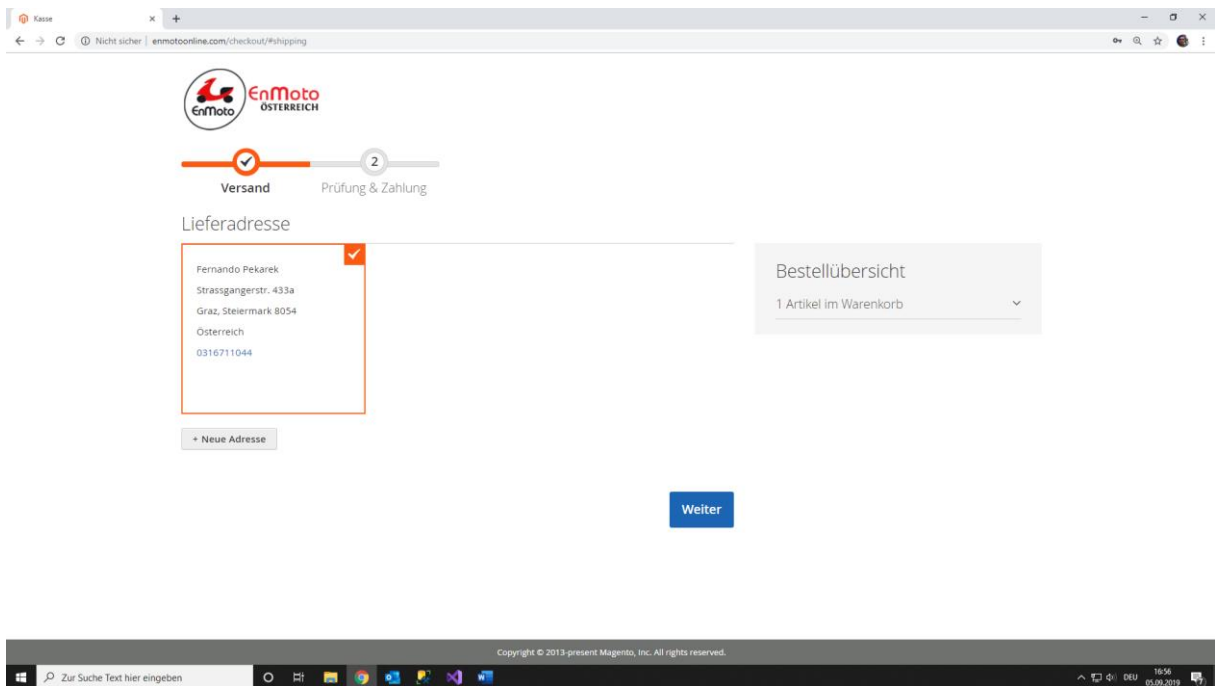 Kasse
Nicht sicher | enmotoonline.com/checkout/#shipping
EnMoto
EnMoto
ÖSTERREICH
2
Versand
Prüfung & Zahlung
Lieferadresse
Fernando Pekarek
Strassgangerstr. 433a
Graz, Steiermark 8054
Österreich
0316711044
+ Neue Adresse
Bestellübersicht
1 Artikel im Warenkorb
Weiter
Copyright © 2013-present Magento, Inc. All rights reserved.
Zur Suche Text hier eingeben
DEU
16:56
05.09.2019